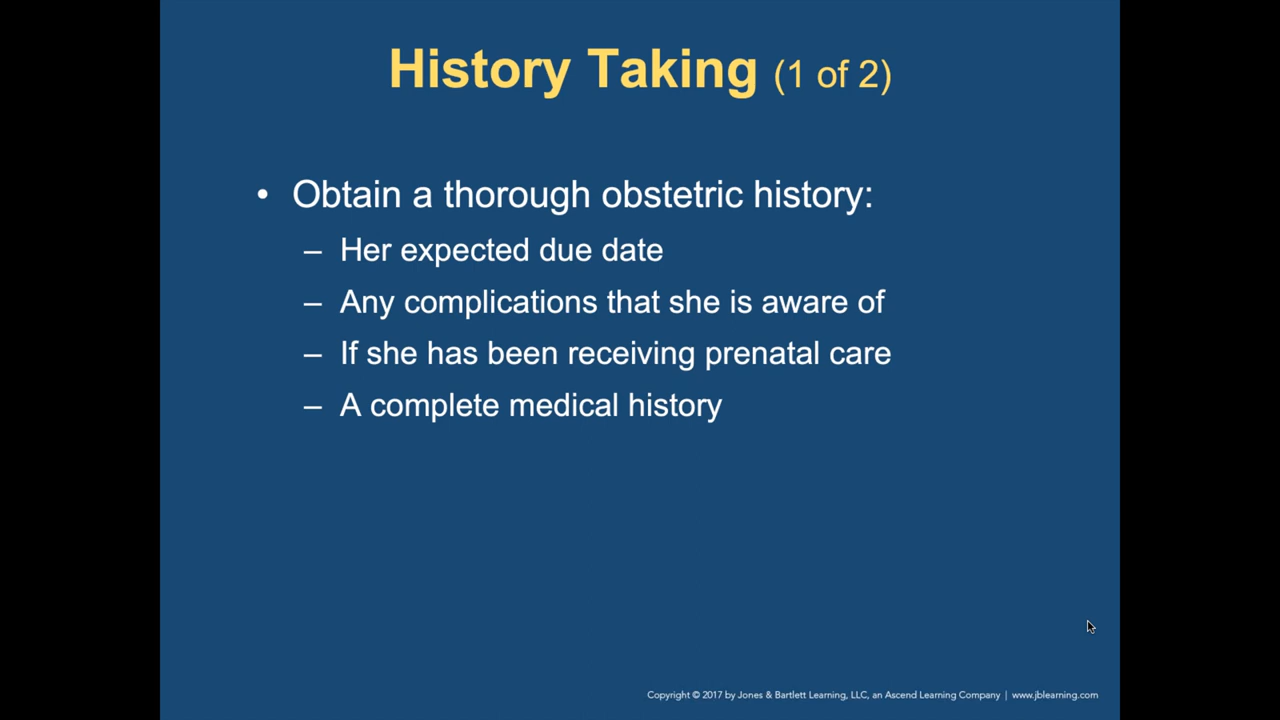 History Taking (1 of 2)
• Obtain a thorough obstetric history:
– Her expected due date
– Any complications that she is aware of
– If she has been receiving prenatal care
– A complete medical history
Copyright © 2017 by Jones & Bartlett Learning, LLC, an Ascend Learning Company | www.jblearning.com